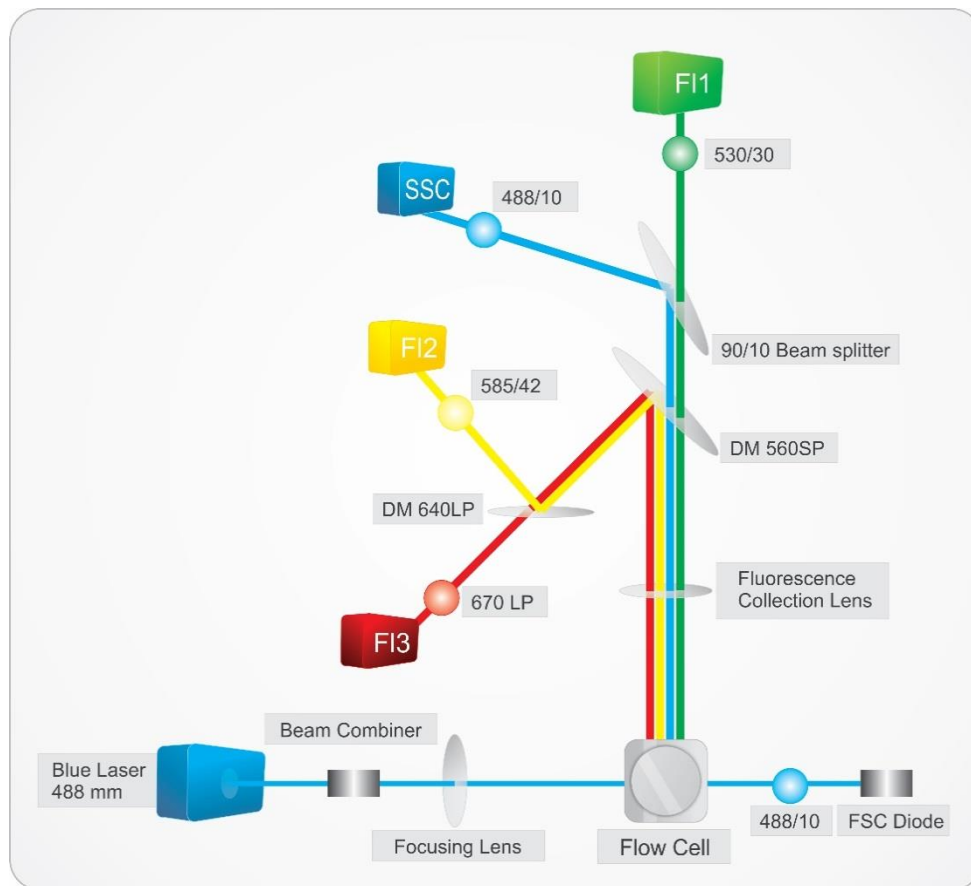 FI1
530/30
SSC
488/10
90/10 Beam splitter
FI2
585/42
DM 560SP
DM 640LP
Fluorescence
Collection Lens
670 LP
FI3
Beam Combiner
Blue Laser
488 mm
488/10
FSC Diode
Focusing Lens
Flow Cell